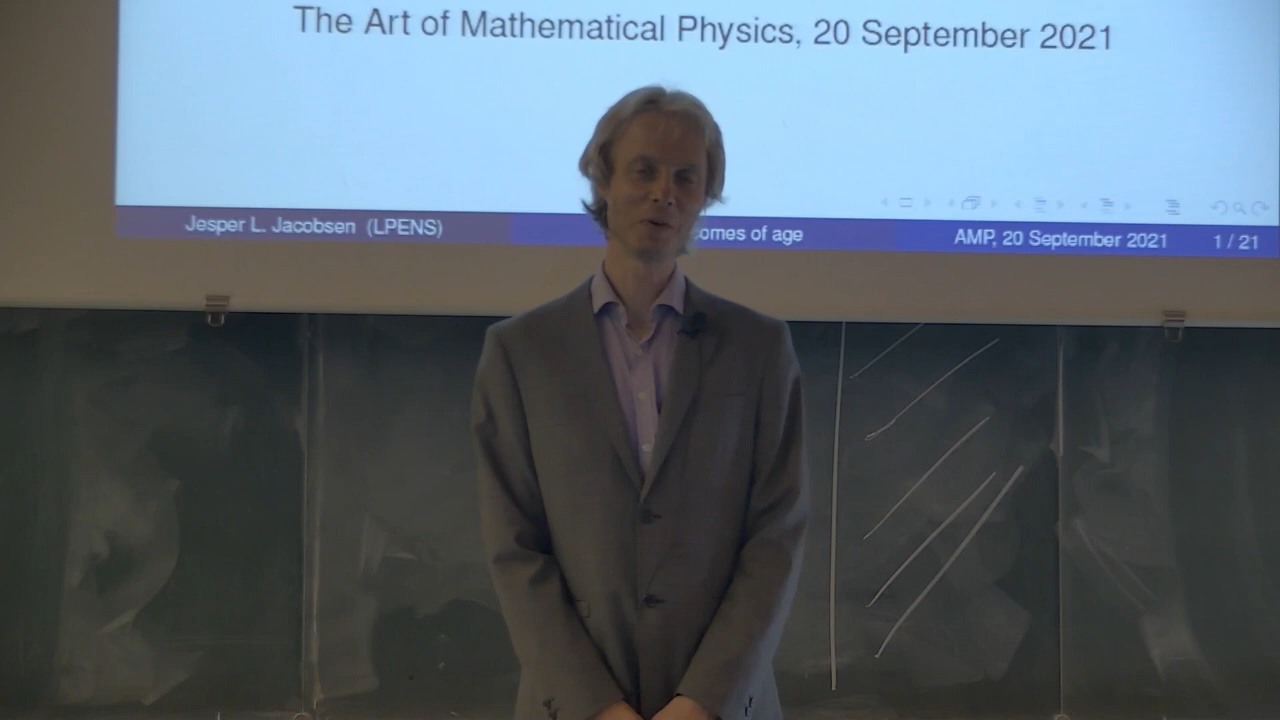 The Art of Mathematical Physics, 20 September 2021
Jesper L. Jacobsen (LPENS)
omes of age
AMP, 20 September 2021
1 / 21